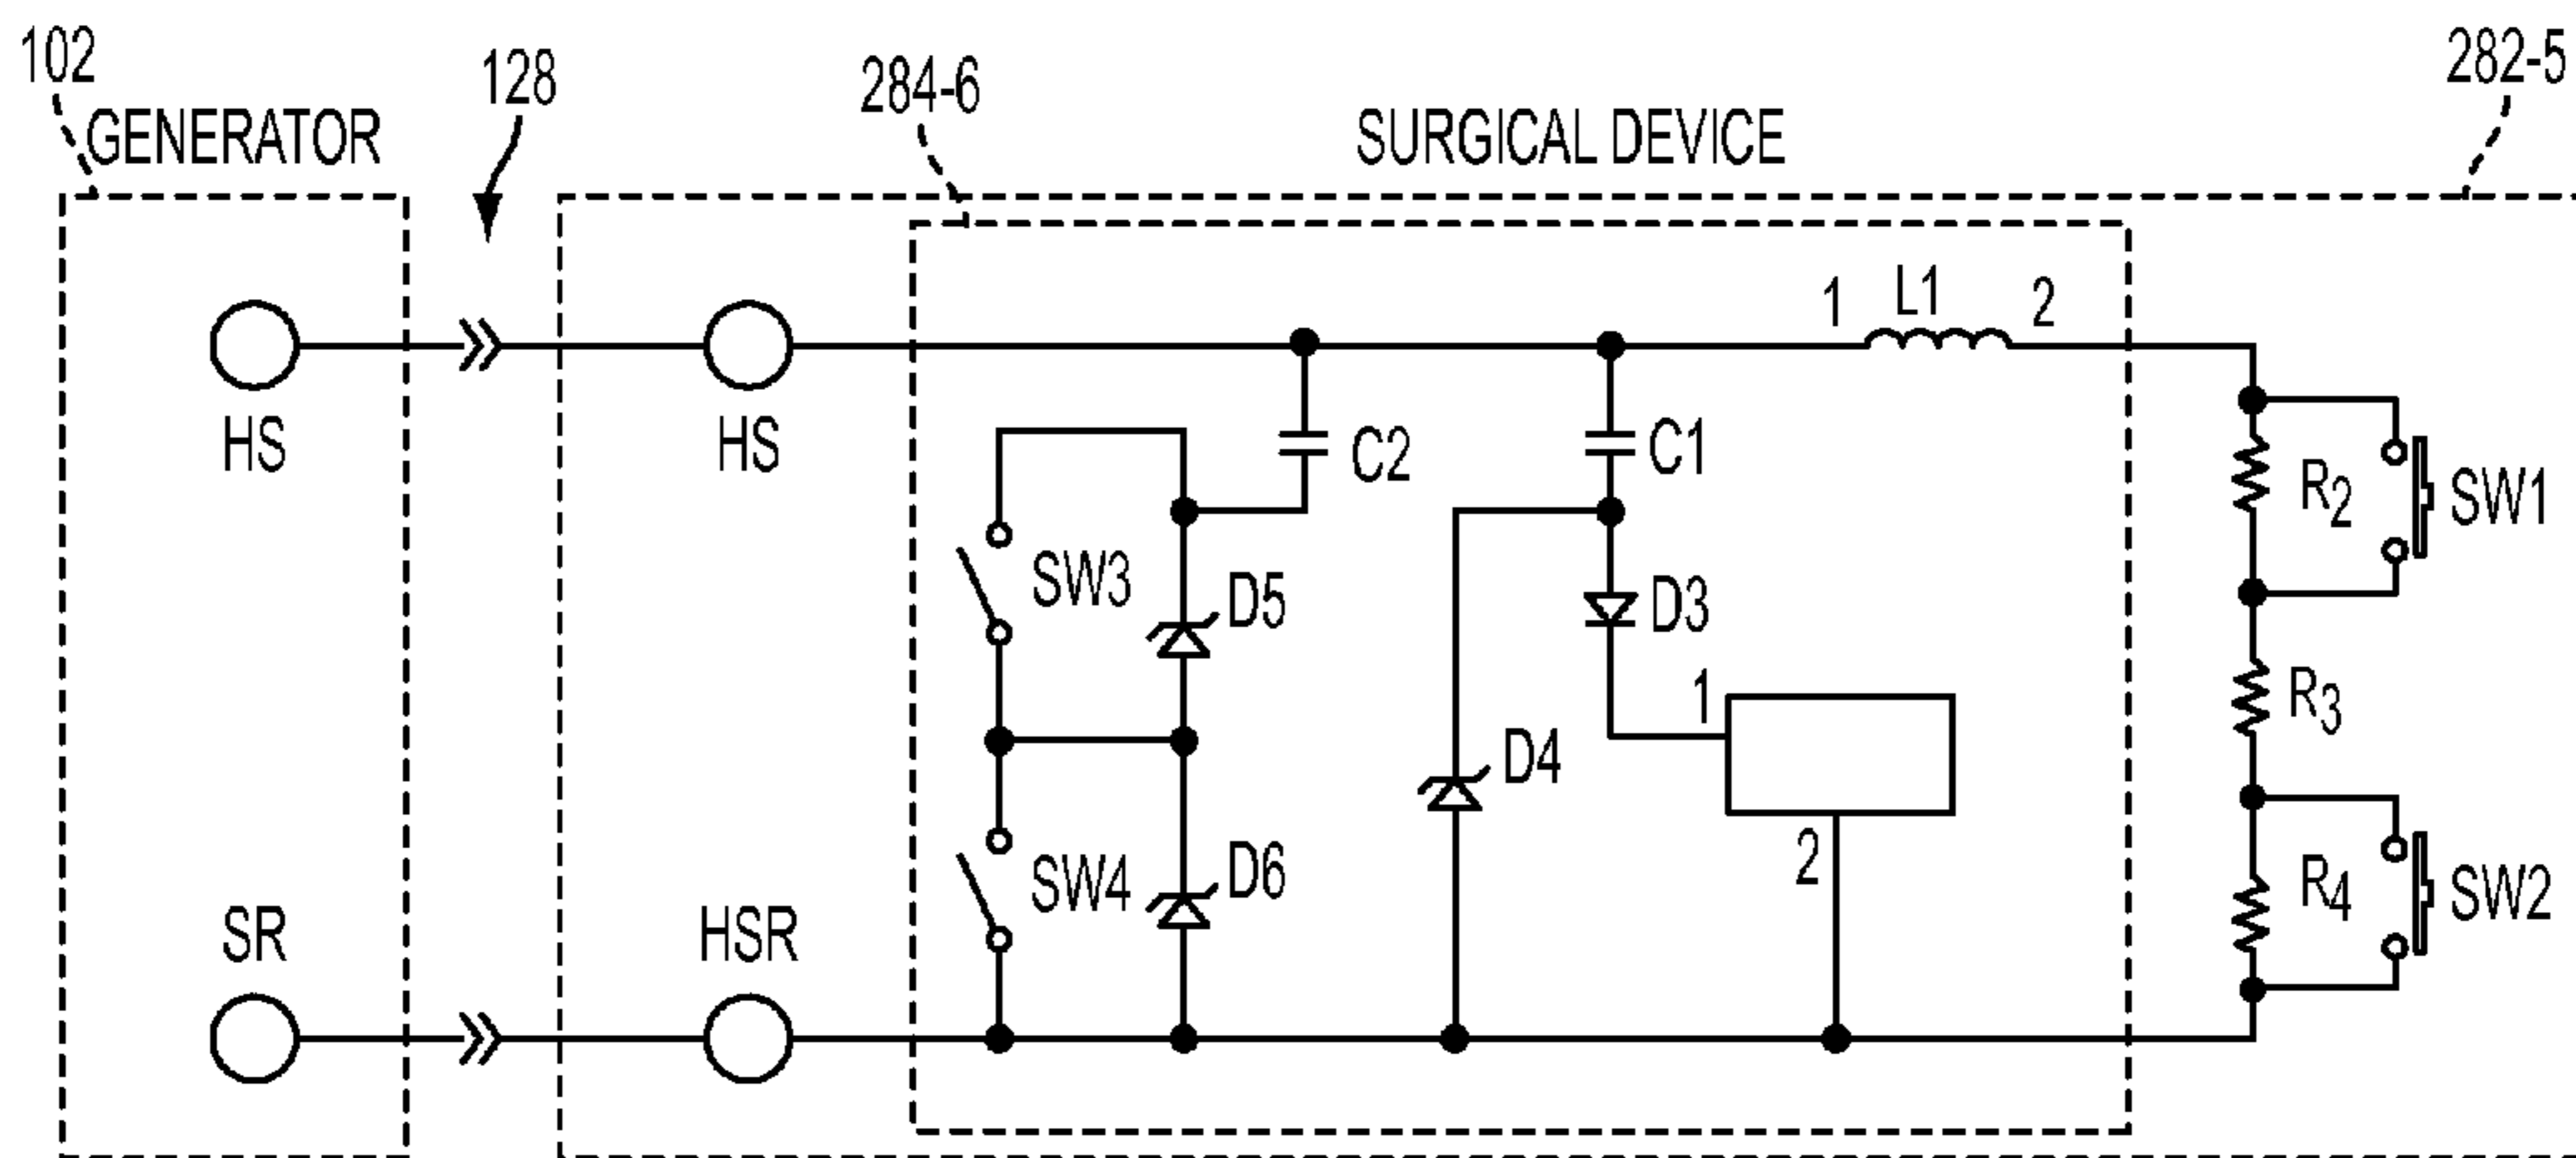 102
GENERATOR
128
284-6
SURGICAL DEVICE
282-5
HS
HS
C2
C1
1 L1 2
R2
SW1
SW3
D5
D3
R3
1
D4
2
SW4
D6
R4
SW2
SR
HSR